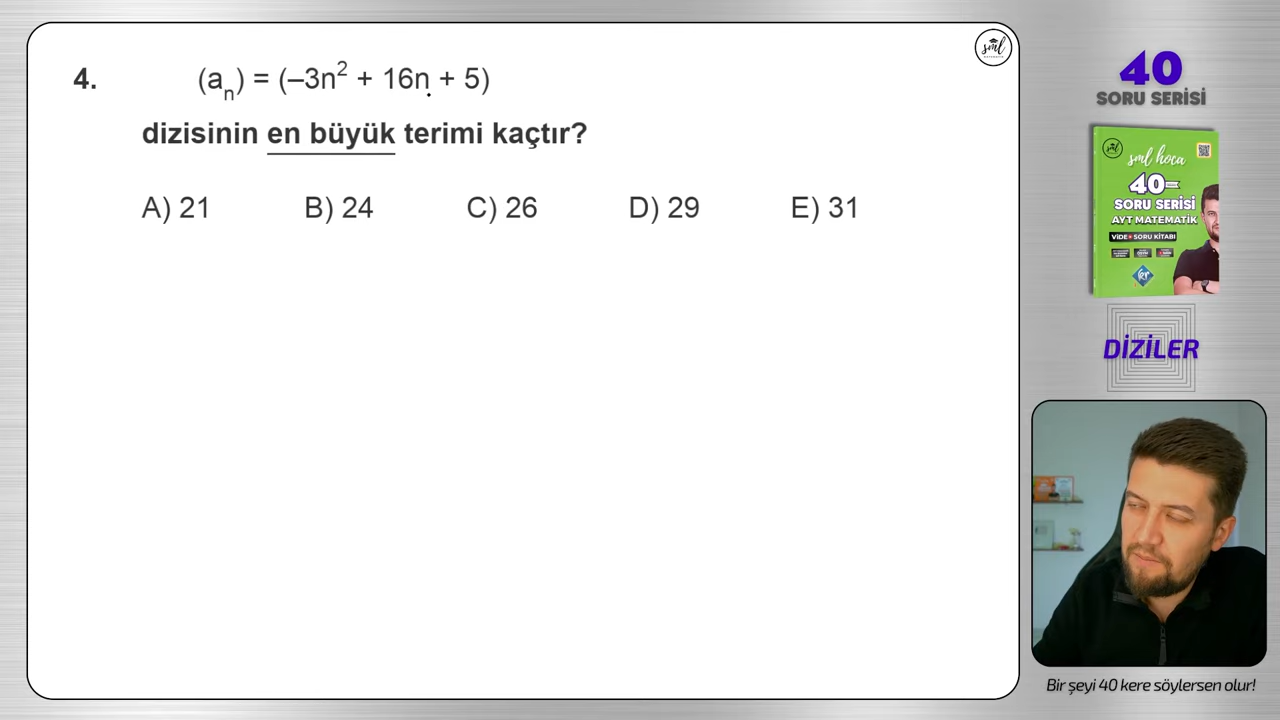 sml
4. (aₙ) = (–3n² + 16n + 5)
dizisinin en büyük terimi kaçtır?
A) 21 B) 24 C) 26 D) 29 E) 31
40
SORU SERİSİ
sml hoca
40
SORU SERİSİ
AYT MATEMATİK
VİDEO SORU KİTABI
DİZİLER
Bir şeyi 40 kere söylersen olur!